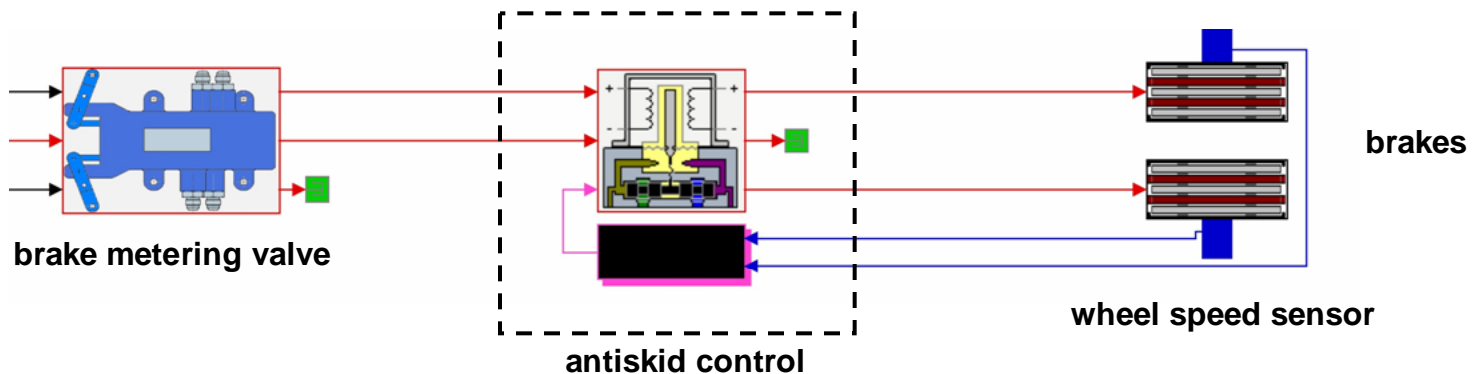 brakes
brake metering valve
+ +
- -
wheel speed sensor
antiskid control